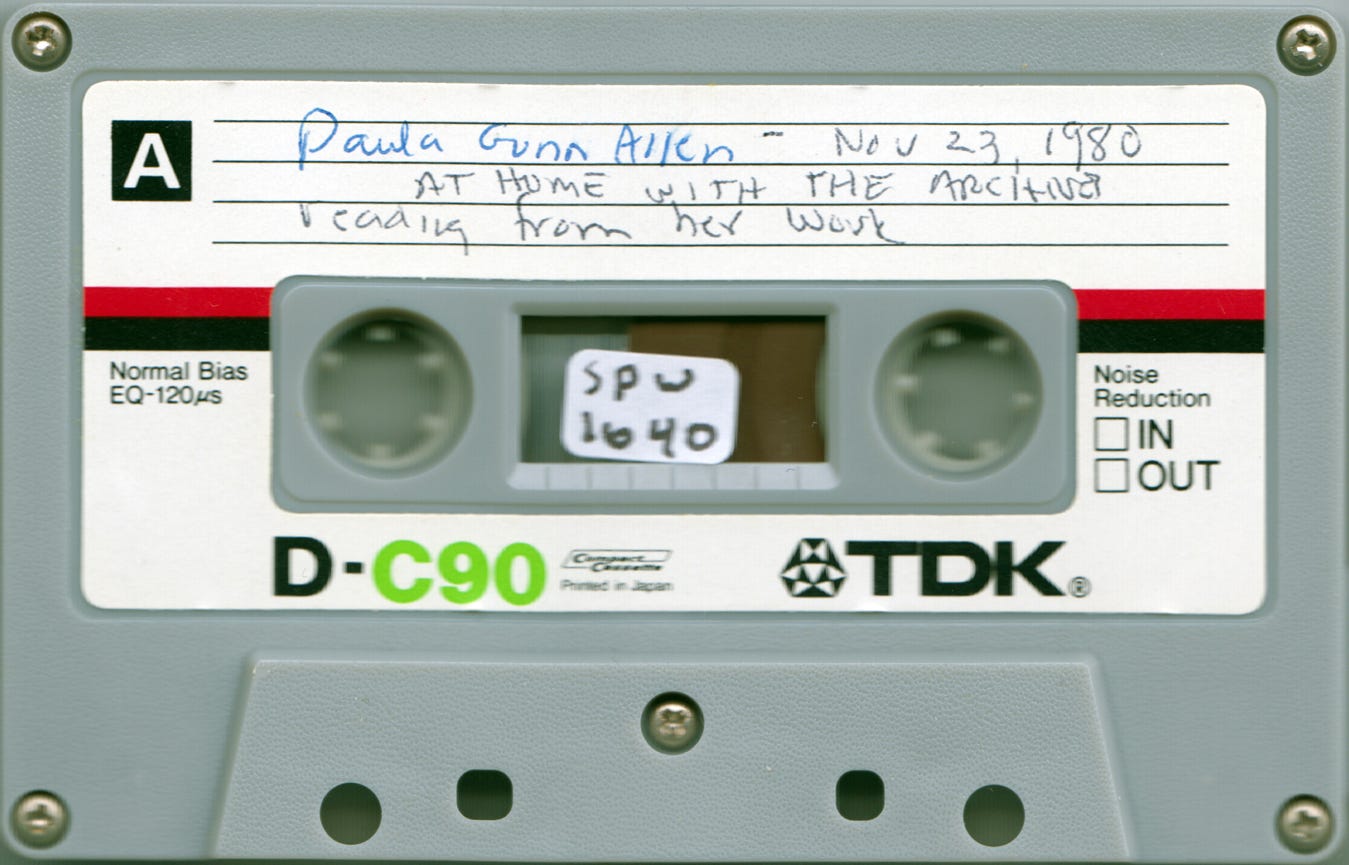 A
Paula Gunn Allen - Nov 23, 1980
AT HOME WITH THE ARCHIVES
reading from her work
Normal Bias
EQ-120μs
spw
1640
Noise
Reduction
IN
OUT
D-C90
Compact
Cassette
Printed in Japan
TDK®